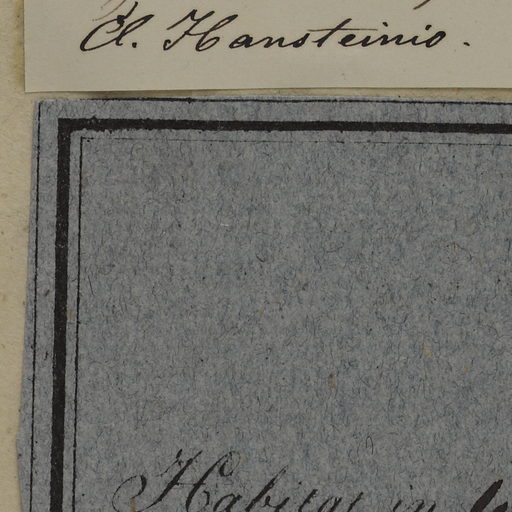 Cl. Hansteinio.
Habitat in